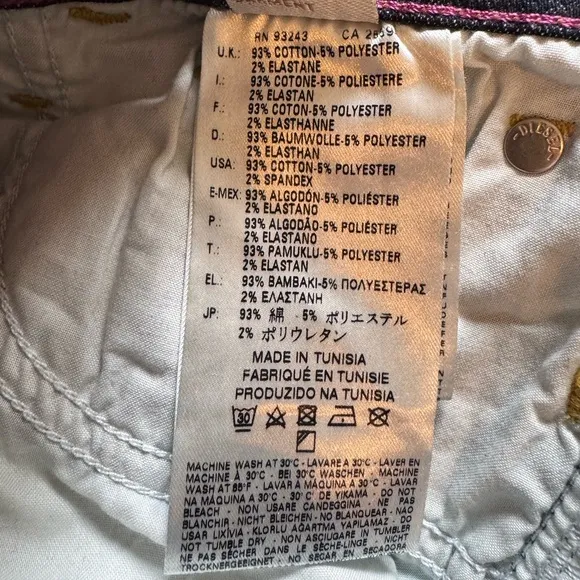 RN 93243 CA
U.K.: 93% COTTON-5% POLYESTER
2% ELASTANE
I.: 93% COTONE-5% POLIESTERE
2% ELASTAN
F.: 93% COTON-5% POLYESTER
2% ELASTHANNE
D.: 93% BAUMWOLLE-5% POLYESTER
2% ELASTHAN
USA: 93% COTTON-5% POLYESTER
2% SPANDEX
E-MEX: 93% ALGODÓN-5% POLIÉSTER
2% ELASTANO
P.: 93% ALGODÃO-5% POLIÉSTER
2% ELASTANO
T.: 93% PAMUKLU-5% POLYESTER
2% ELASTAN
EL.: 93% ΒΑΜΒΑΚΙ-5% ΠΟΛΥΕΣΤΕΡΑΣ
2% ΕΛΑΣΤΑΝΗ
JP: 93% 綿 - 5% ポリエステル
2% ポリウレタン
MADE IN TUNISIA
FABRIQUÉ EN TUNISIE
PRODUZIDO NA TUNISIA
30
MACHINE WASH AT 30°C - LAVARE A 30°C - LAVER EN
MACHINE À 30°C - BEI 30°C WASCHEN - MACHINE
WASH AT 86°F - LAVAR A MÁQUINA A 30°C - LAVAR
NA MÁQUINA A 30°C - 30° C DE YIKAMA - DO NOT
BLEACH - NON USARE CANDEGGINA - NE PAS
BLANCHIR - NICHT BLEICHEN - NO BLANQUEAR - NÃO
USAR LIXÍVIA - KLORLU AĞARTMA YAPILAMAZ - DO
NOT TUMBLE DRY - NON ASCIUGARE IN TUMBLER
NE PAS SÉCHER DANS LE SÈCHE-LINGE - NICHT IM
TROCKNERGEEIGNET - NO SECAR EN SECADORA
DIESEL